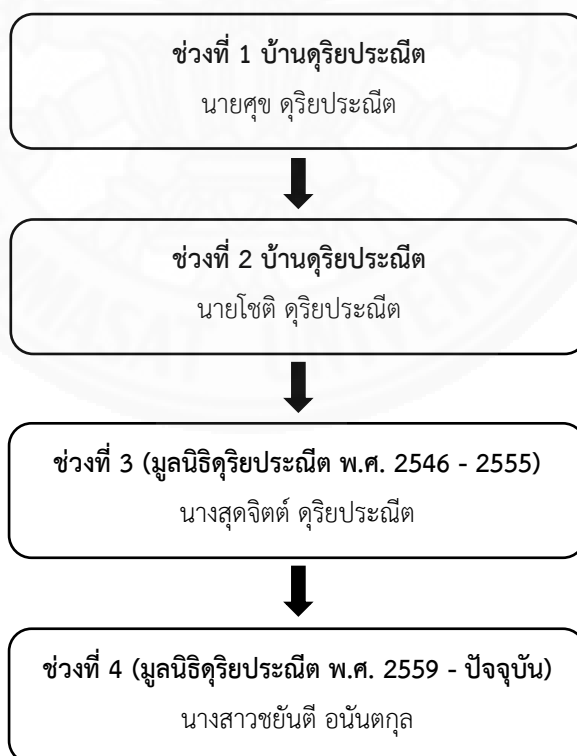 ช่วงที่ 1 บ้านดุริยประณีต
นายศุข ดุริยประณีต
ช่วงที่ 2 บ้านดุริยประณีต
นายโชติ ดุริยประณีต
ช่วงที่ 3 (มูลนิธิดุริยประณีต พ.ศ. 2546 - 2555)
นางสุดจิตต์ ดุริยประณีต
ช่วงที่ 4 (มูลนิธิดุริยประณีต พ.ศ. 2559 - ปัจจุบัน)
นางสาวชยันตี อนันตกุล